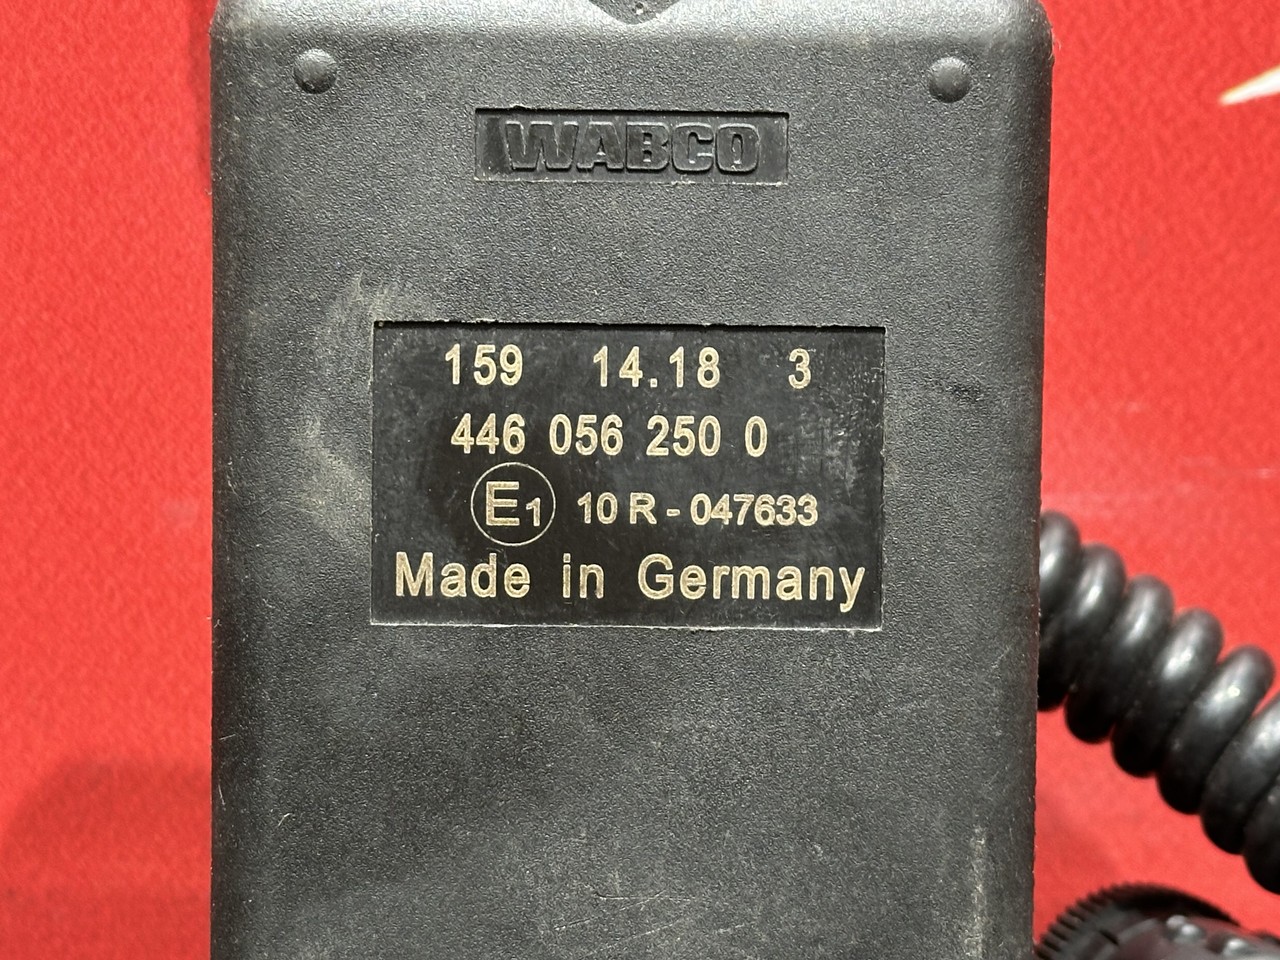 WABCO
159 14.18 3
446 056 250 0
E1 10 R - 047633
Made in Germany